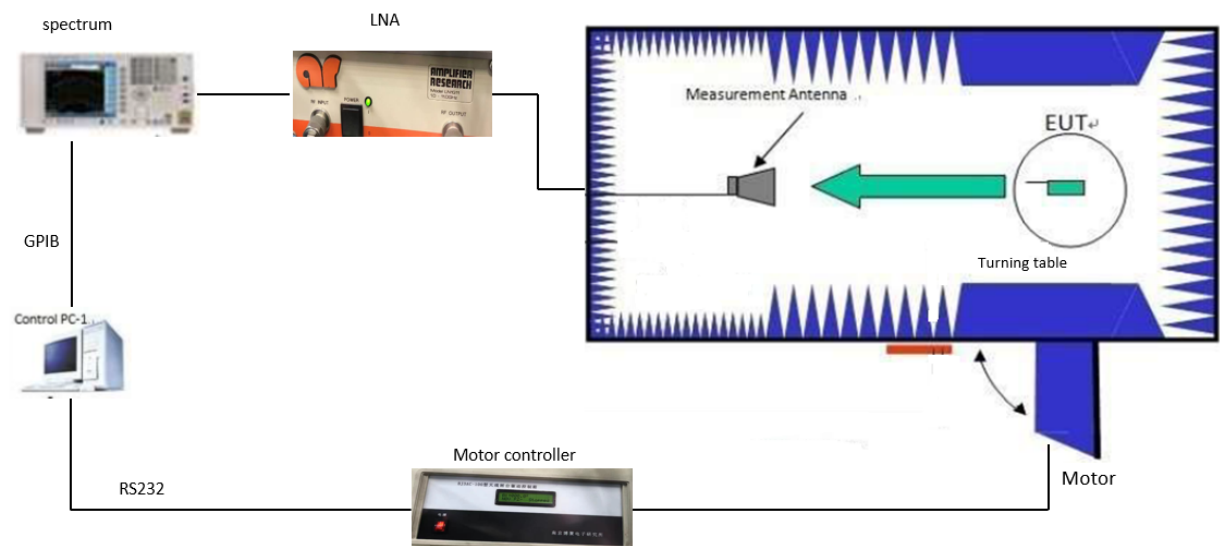 spectrum
LNA
ar
AMPLIFIER
RESEARCH
RF INPUT
POWER
RF OUTPUT
Measurement Antenna
EUT↵
Turning table
GPIB
Control PC-1
Motor controller
RS232
Motor